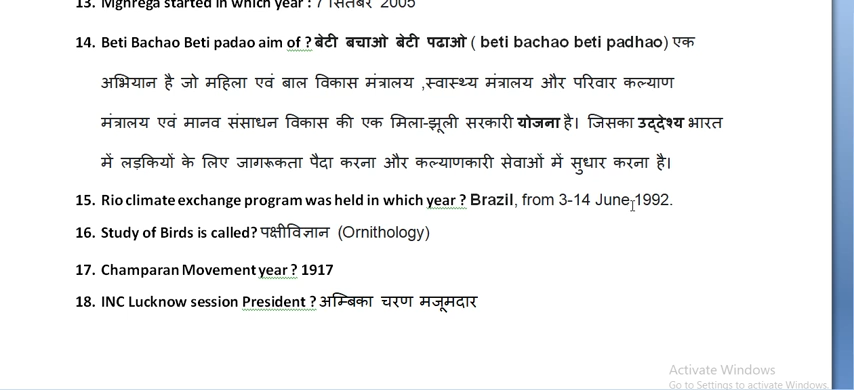 13. Mgnrega started in which year : 7 सितंबर 2005
14. Beti Bachao Beti padao aim of ? बेटी बचाओ बेटी पढाओ ( beti bachao beti padhao) एक
अभियान है जो महिला एवं बाल विकास मंत्रालय ,स्वास्थ्य मंत्रालय और परिवार कल्याण
मंत्रालय एवं मानव संसाधन विकास की एक मिला-झूली सरकारी योजना है। जिसका उद्देश्य भारत
में लड़कियों के लिए जागरूकता पैदा करना और कल्याणकारी सेवाओं में सुधार करना है।
15. Rio climate exchange program was held in which year ? Brazil, from 3-14 June 1992.
16. Study of Birds is called? पक्षीविज्ञान (Ornithology)
17. Champaran Movement year ? 1917
18. INC Lucknow session President ? अम्बिका चरण मजूमदार
Activate Windows
Go to Settings to activate Windows.